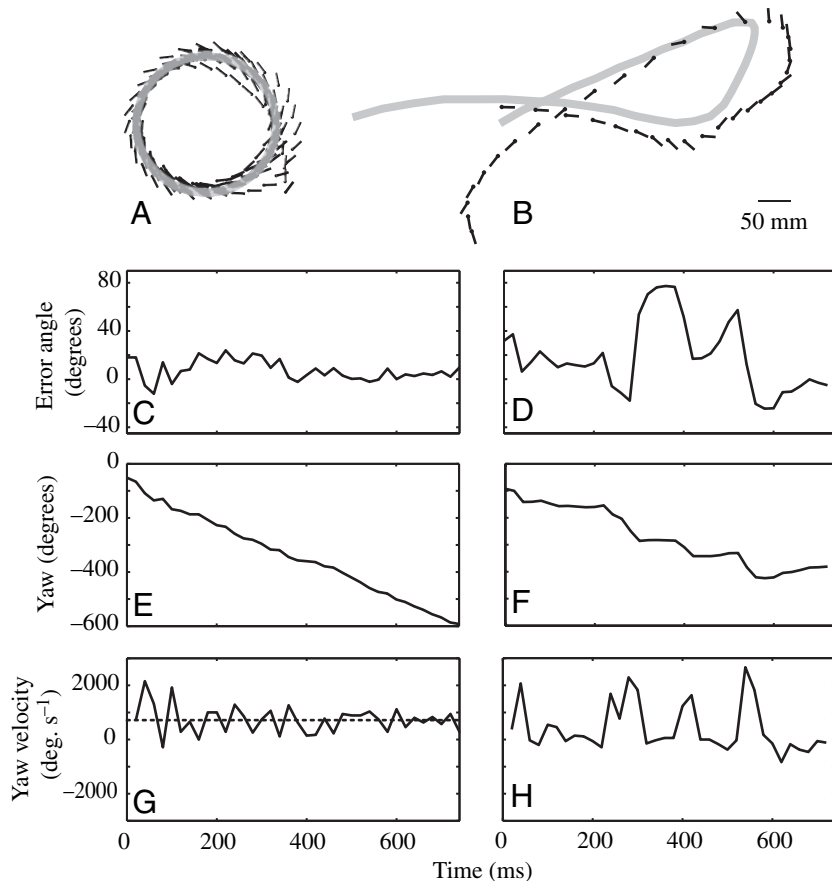 A
B
50 mm
Error angle
(degrees)
80
40
0
−40
C
D
Yaw (degrees)
0
−200
−400
−600
E
F
Yaw velocity
(deg. s−1)
2000
0
−2000
G
H
0 200 400 600
0 200 400 600
Time (ms)